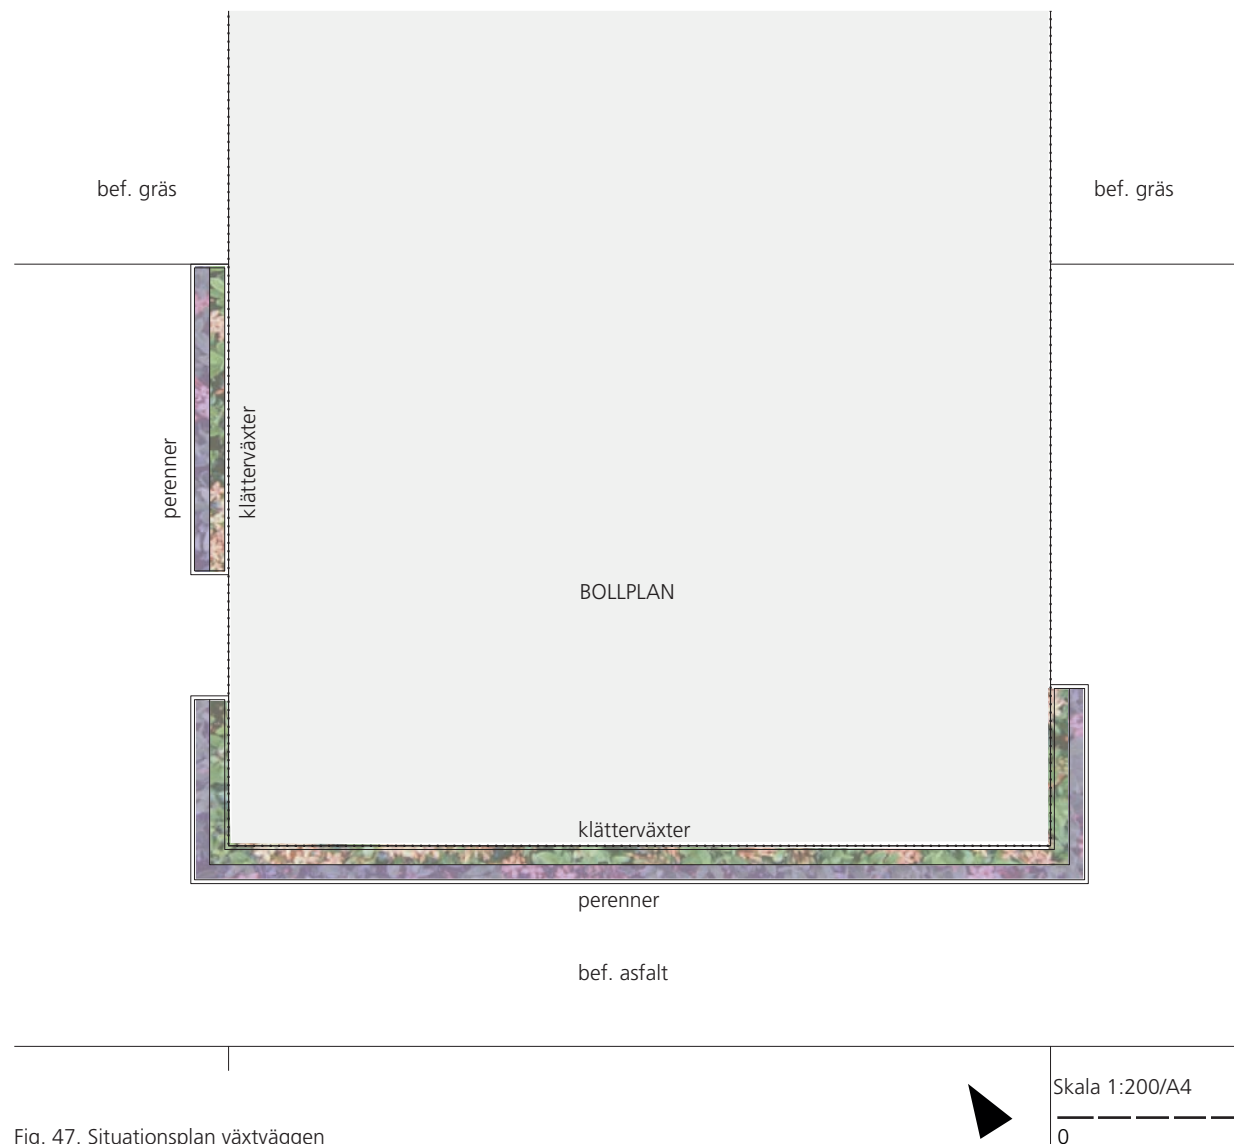 bef. gräs
bef. gräs
perenner
klätterväxter
BOLLPLAN
klätterväxter
perenner
bef. asfalt
Skala 1:200/A4
0
Fig. 47. Situationsplan växtväggen